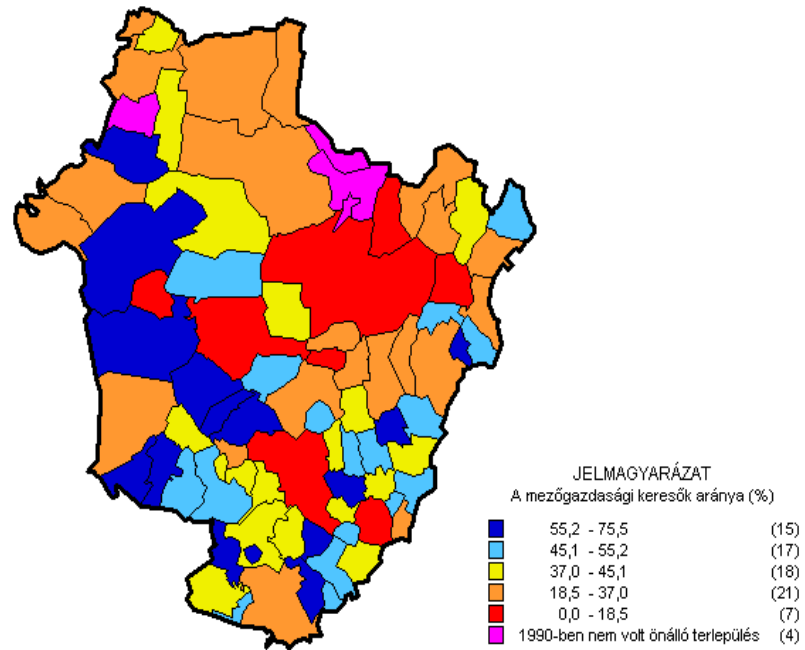 JELMAGYARÁZAT
A mezőgazdasági keresők aránya (%)
55,2 - 75,5 (15)
45,1 - 55,2 (17)
37,0 - 45,1 (18)
18,5 - 37,0 (21)
0,0 - 18,5 (7)
1990-ben nem volt önálló terlepülés (4)